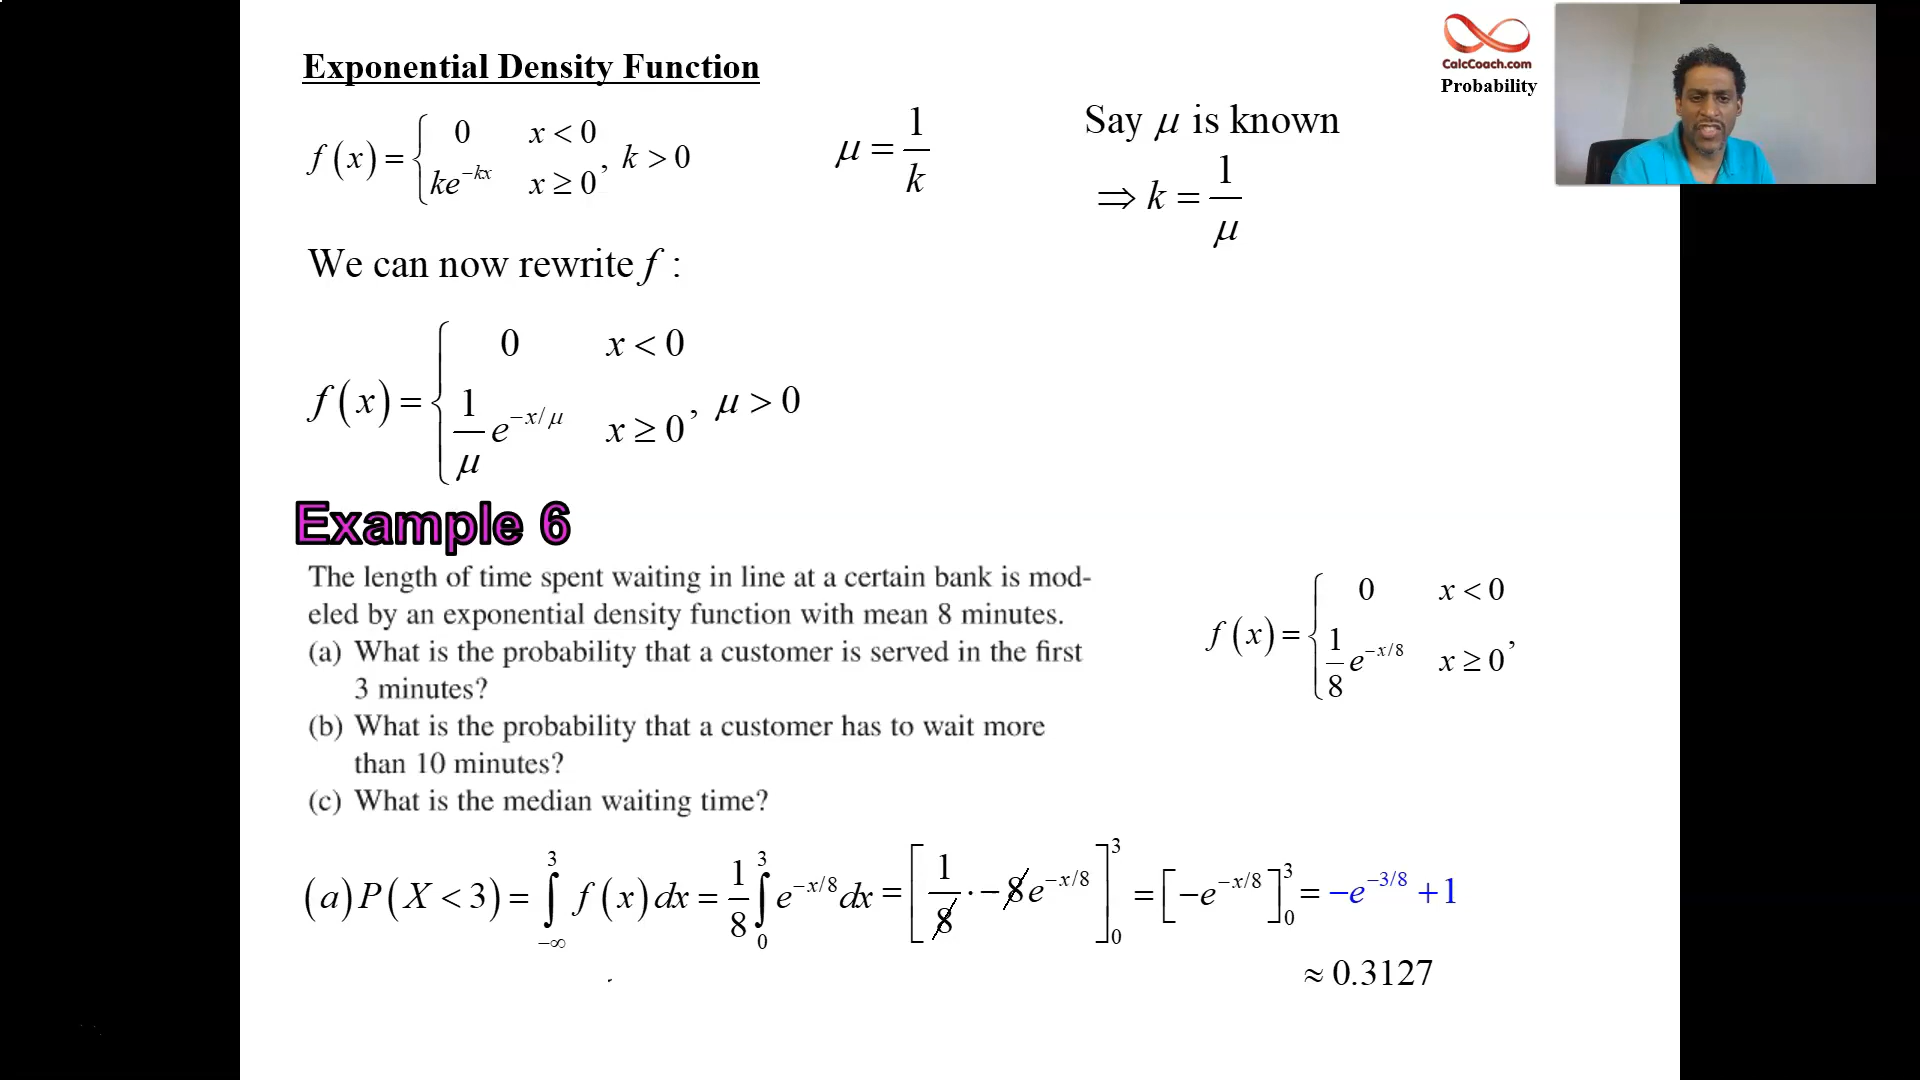 Exponential Density Function
CalcCoach.com
Probability
f(x) = { 0 x < 0
ke^{-kx} x ≥ 0 , k > 0
μ = 1/k
Say μ is known
⇒ k = 1/μ
We can now rewrite f :
f(x) = { 0 x < 0
1/μ e^{-x/μ} x ≥ 0 , μ > 0
Example 6
The length of time spent waiting in line at a certain bank is mod-
eled by an exponential density function with mean 8 minutes.
(a) What is the probability that a customer is served in the first
3 minutes?
(b) What is the probability that a customer has to wait more
than 10 minutes?
(c) What is the median waiting time?
f(x) = { 0 x < 0
1/8 e^{-x/8} x ≥ 0 ,
(a) P(X < 3) = ∫_{-∞}^{3} f(x) dx = 1/8 ∫_{0}^{3} e^{-x/8} dx = [1/8 · -8e^{-x/8}]_{0}^{3} = [-e^{-x/8}]_{0}^{3} = -e^{-3/8} + 1
≈ 0.3127